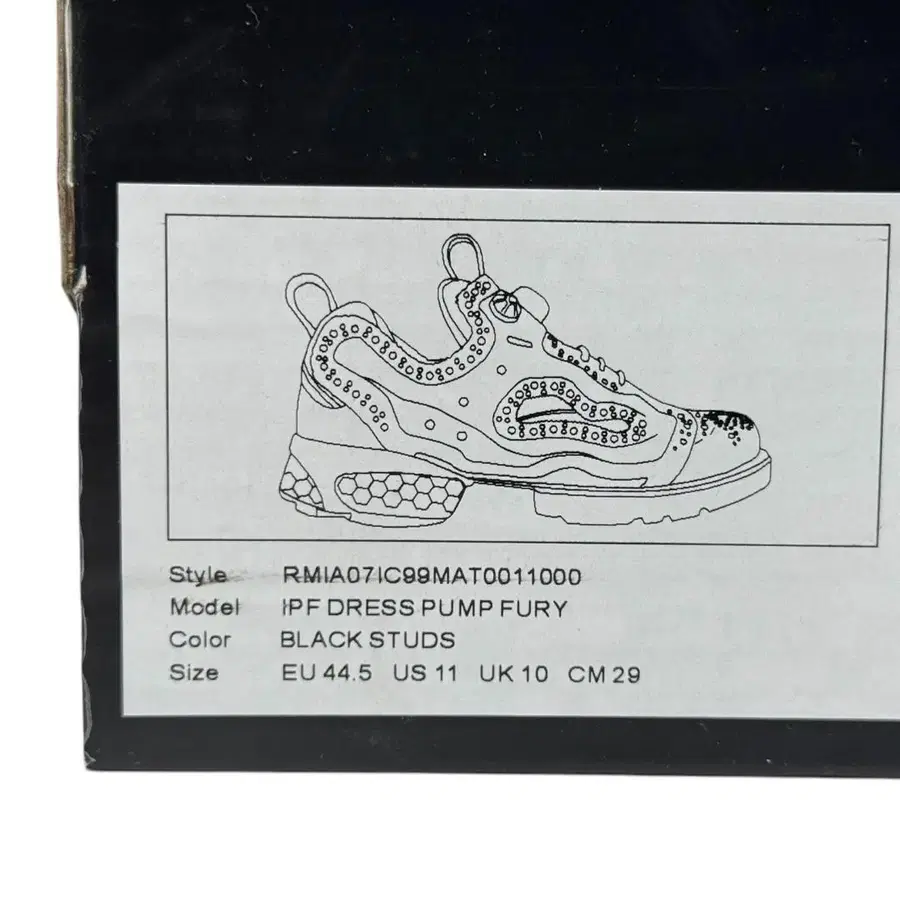 Style RMIA07IC99MAT0011000
Model IPF DRESS PUMP FURY
Color BLACK STUDS
Size EU 44.5 US 11 UK 10 CM 29